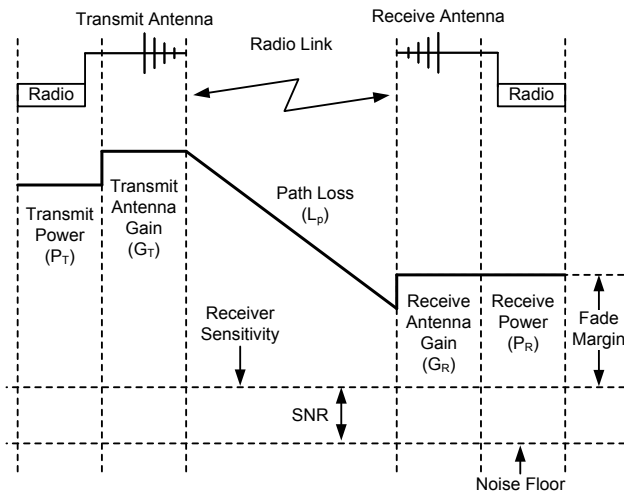 Transmit Antenna
Receive Antenna
Radio Link
Radio
Radio
Transmit
Power
(P_T)
Transmit
Antenna
Gain
(G_T)
Path Loss
(L_p)
Receiver
Sensitivity
Receive
Antenna
Gain
(G_R)
Receive
Power
(P_R)
Fade
Margin
SNR
Noise Floor